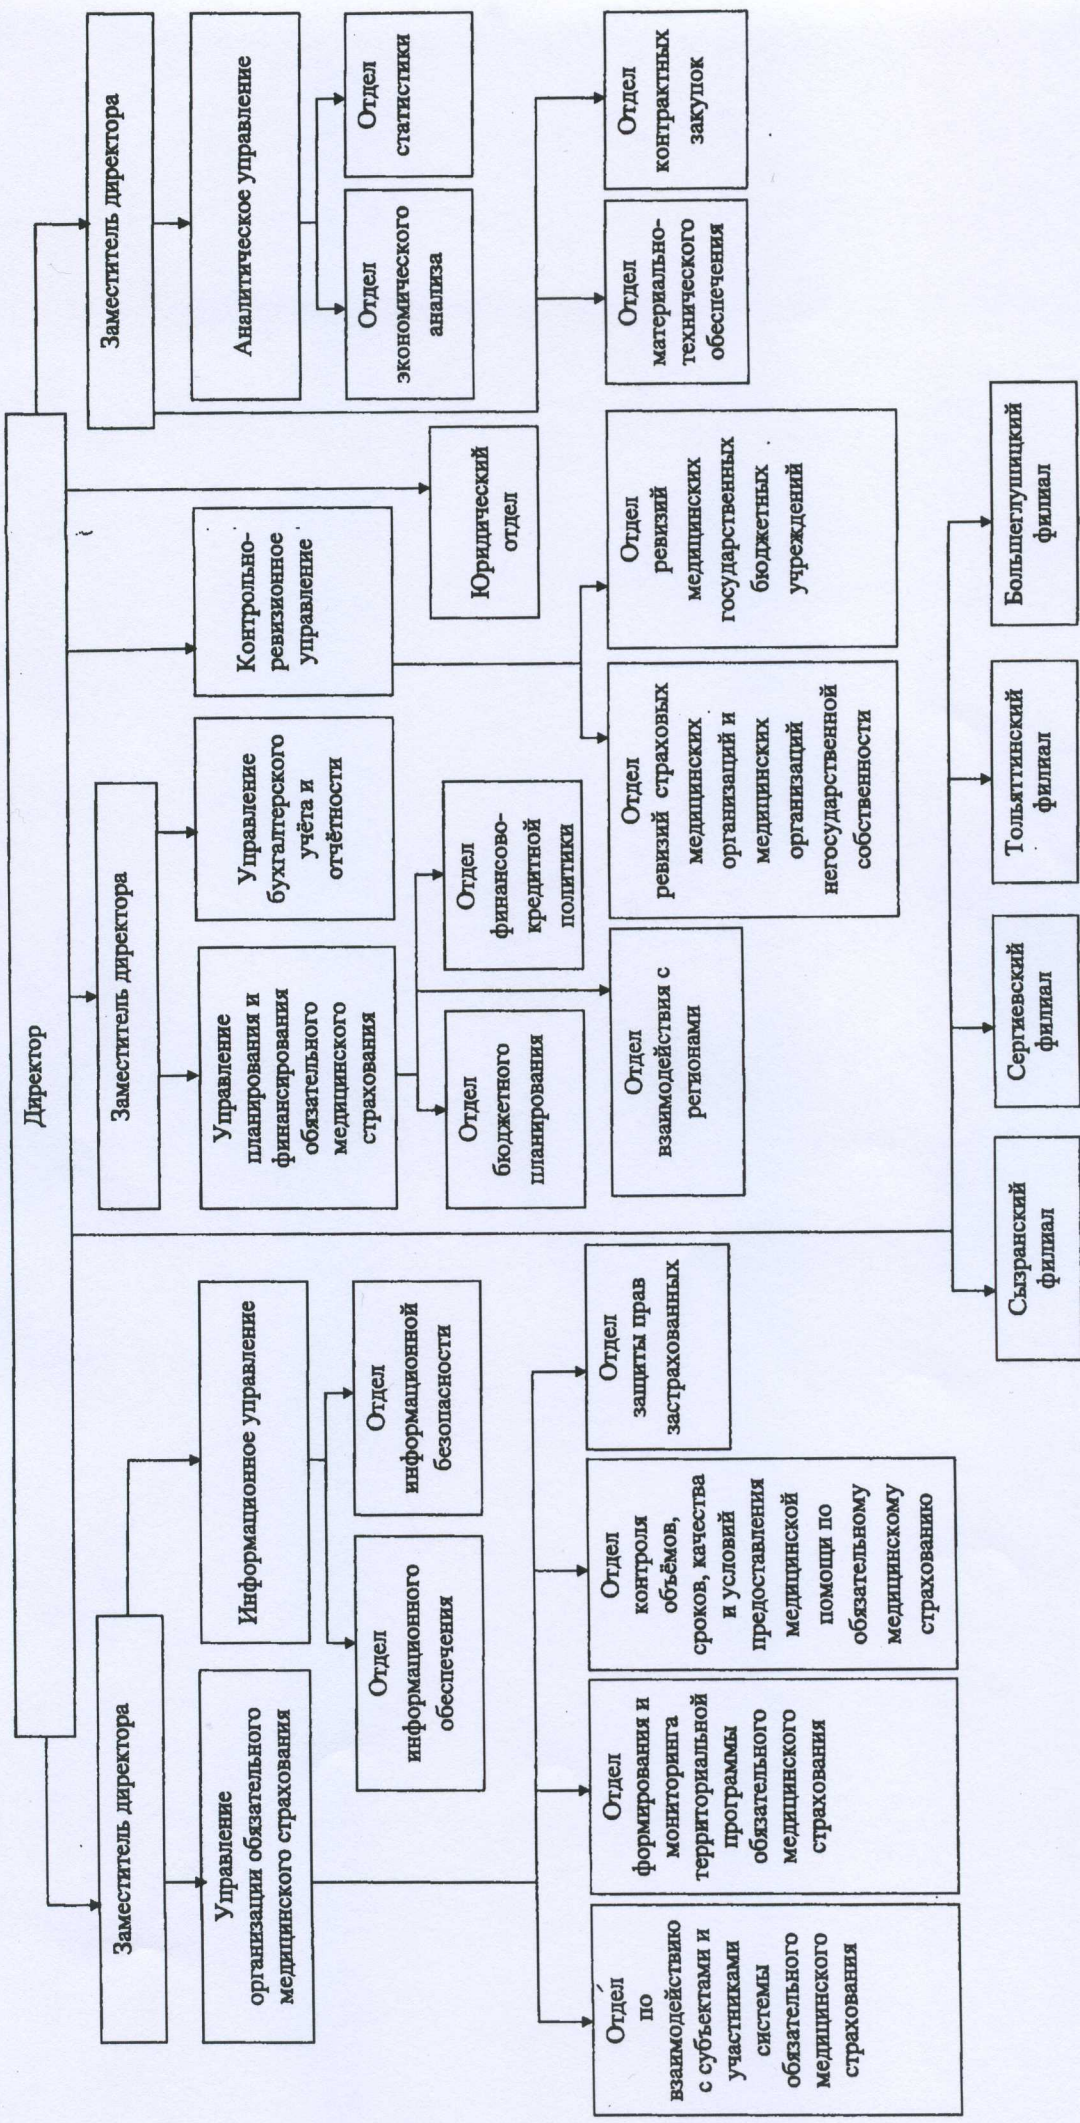 Директор
Заместитель директора
Заместитель директора
Заместитель директора
Управление
организации обязательного
медицинского страхования
Информационное управление
Управление
планирования и
финансирования
обязательного
медицинского
страхования
Управление
бухгалтерского
учёта и
отчётности
Контрольно-
ревизионное
управление
Аналитическое управление
Отдел
информационного
обеспечения
Отдел
информационной
безопасности
Отдел
бюджетного
планирования
Отдел
финансово-
кредитной
политики
Юридический
отдел
Отдел
экономического
анализа
Отдел
статистики
Отдел
по
взаимодействию
с субъектами и
участниками
системы
обязательного
медицинского
страхования
Отдел
формирования и
мониторинга
территориальной
программы
обязательного
медицинского
страхования
Отдел
контроля
объёмов,
сроков, качества
и условий
предоставления
медицинской
помощи по
обязательному
медицинскому
страхованию
Отдел
защиты прав
застрахованных
Отдел
взаимодействия с
регионами
Отдел
ревизий страховых
медицинских
организаций и
медицинских
организаций
негосударственной
собственности
Отдел
ревизий
медицинских
государственных
бюджетных
учреждений
Отдел
материально-
технического
обеспечения
Отдел
контрактных
закупок
Сызранский
филиал
Сергиевский
филиал
Тольяттинский
филиал
Большеглушицкий
филиал